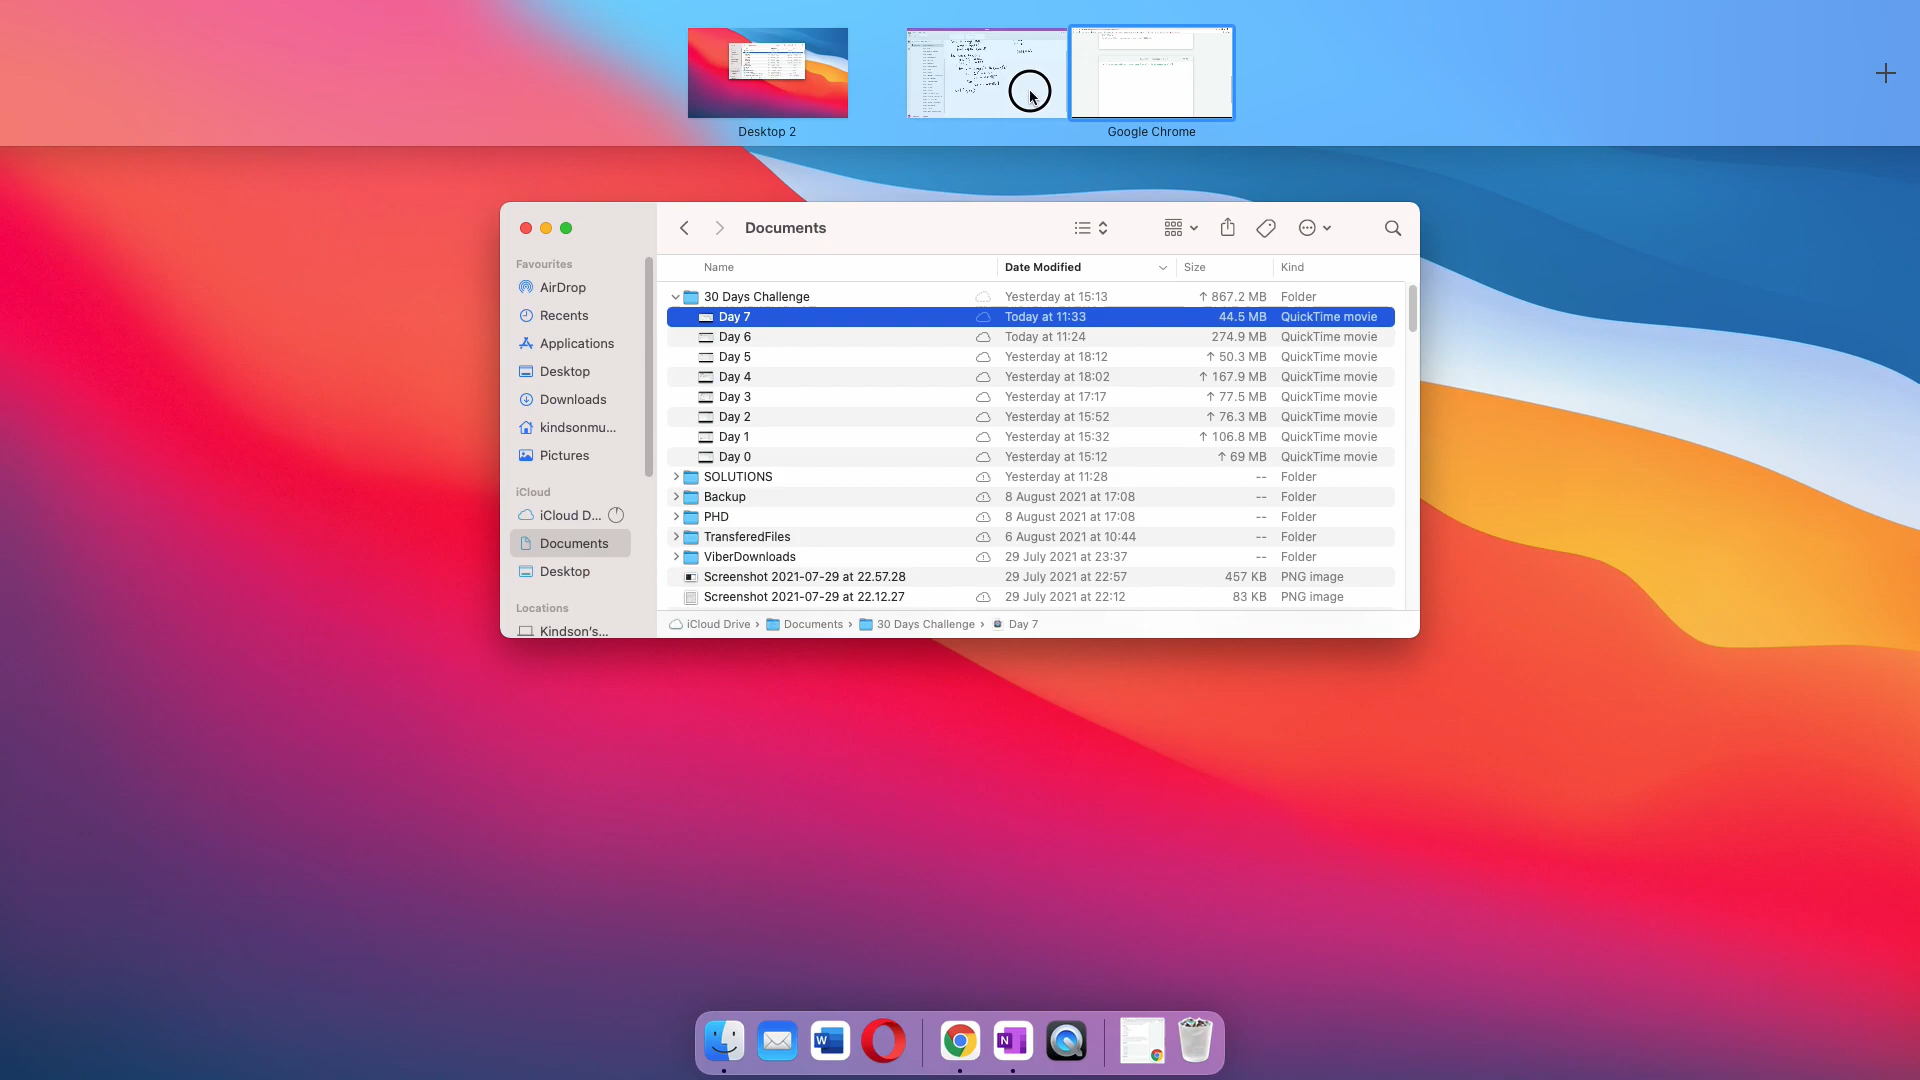 Desktop 2
Google Chrome
Documents
Favourites
AirDrop
Recents
Applications
Desktop
Downloads
kindsonmu...
Pictures
iCloud
iCloud D...
Documents
Desktop
Locations
Kindson's...
Name Date Modified Size Kind
30 Days Challenge Yesterday at 15:13 ↑ 867.2 MB Folder
Day 7 Today at 11:33 44.5 MB QuickTime movie
Day 6 Today at 11:24 274.9 MB QuickTime movie
Day 5 Yesterday at 18:12 ↑ 50.3 MB QuickTime movie
Day 4 Yesterday at 18:02 ↑ 167.9 MB QuickTime movie
Day 3 Yesterday at 17:17 ↑ 77.5 MB QuickTime movie
Day 2 Yesterday at 15:52 ↑ 76.3 MB QuickTime movie
Day 1 Yesterday at 15:32 ↑ 106.8 MB QuickTime movie
Day 0 Yesterday at 15:12 ↑ 69 MB QuickTime movie
SOLUTIONS Yesterday at 11:28 -- Folder
Backup 8 August 2021 at 17:08 -- Folder
PHD 8 August 2021 at 17:08 -- Folder
TransferedFiles 6 August 2021 at 10:44 -- Folder
ViberDownloads 29 July 2021 at 23:37 -- Folder
Screenshot 2021-07-29 at 22.57.28 29 July 2021 at 22:57 457 KB PNG image
Screenshot 2021-07-29 at 22.12.27 29 July 2021 at 22:12 83 KB PNG image
iCloud Drive › Documents › 30 Days Challenge › Day 7
W N